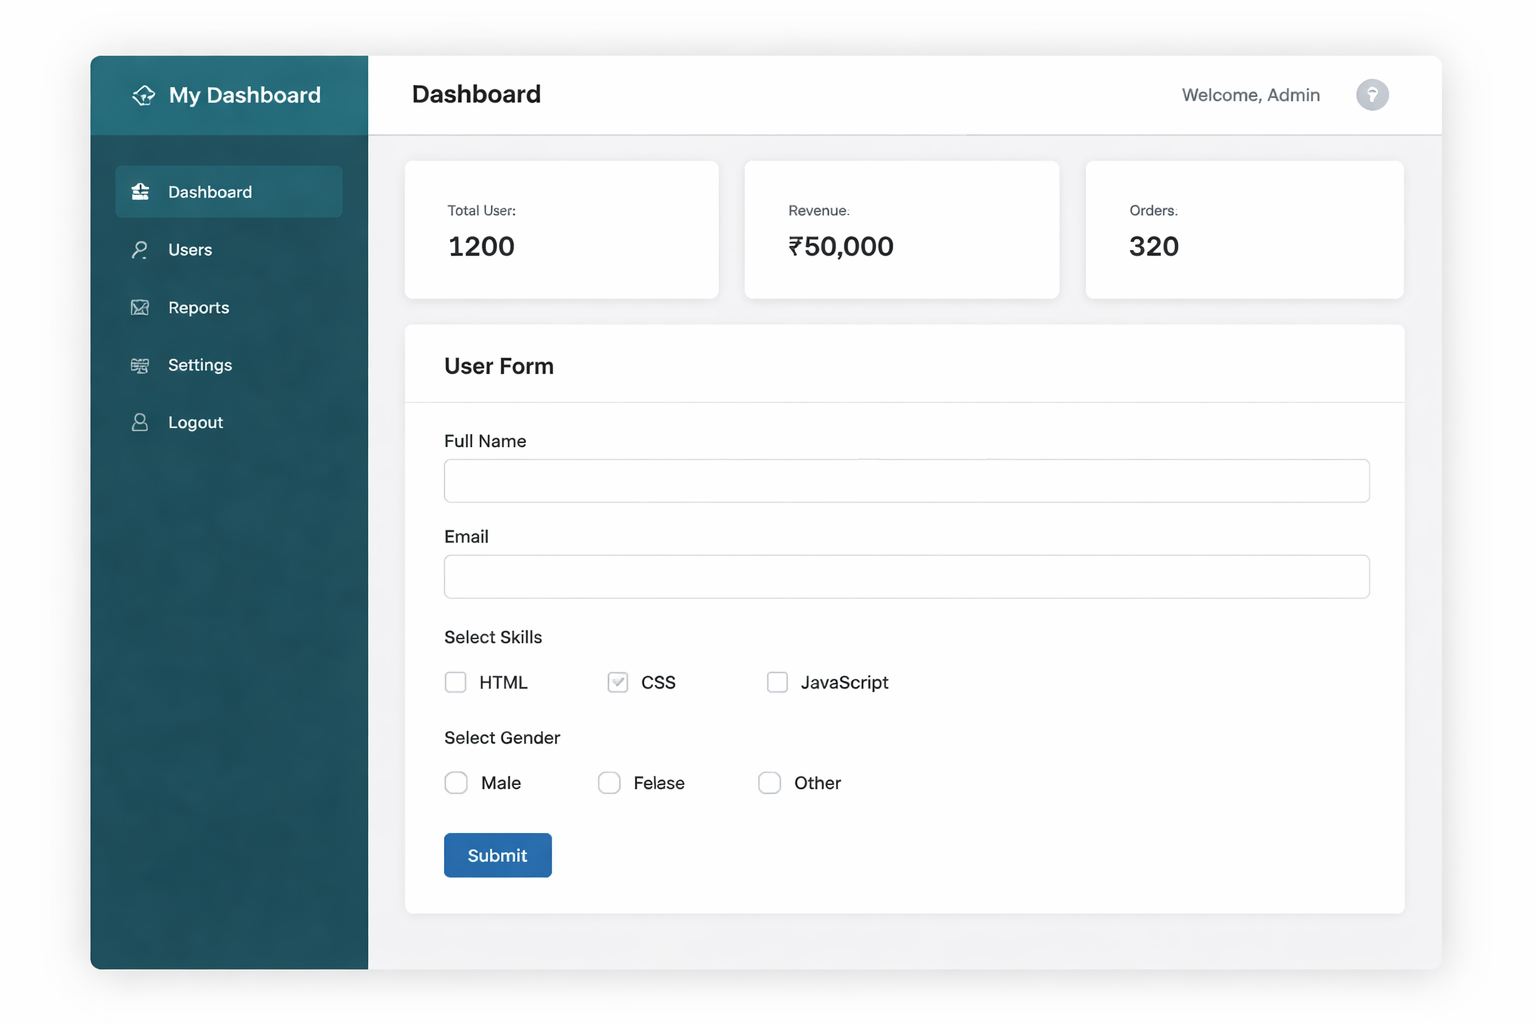 My Dashboard
Dashboard
Users
Reports
Settings
Logout
Dashboard
Welcome, Admin
Total User:
1200
Revenue.
₹50,000
Orders.
320
User Form
Full Name
Email
Select Skills
HTML CSS JavaScript
Select Gender
Male Felase Other
Submit